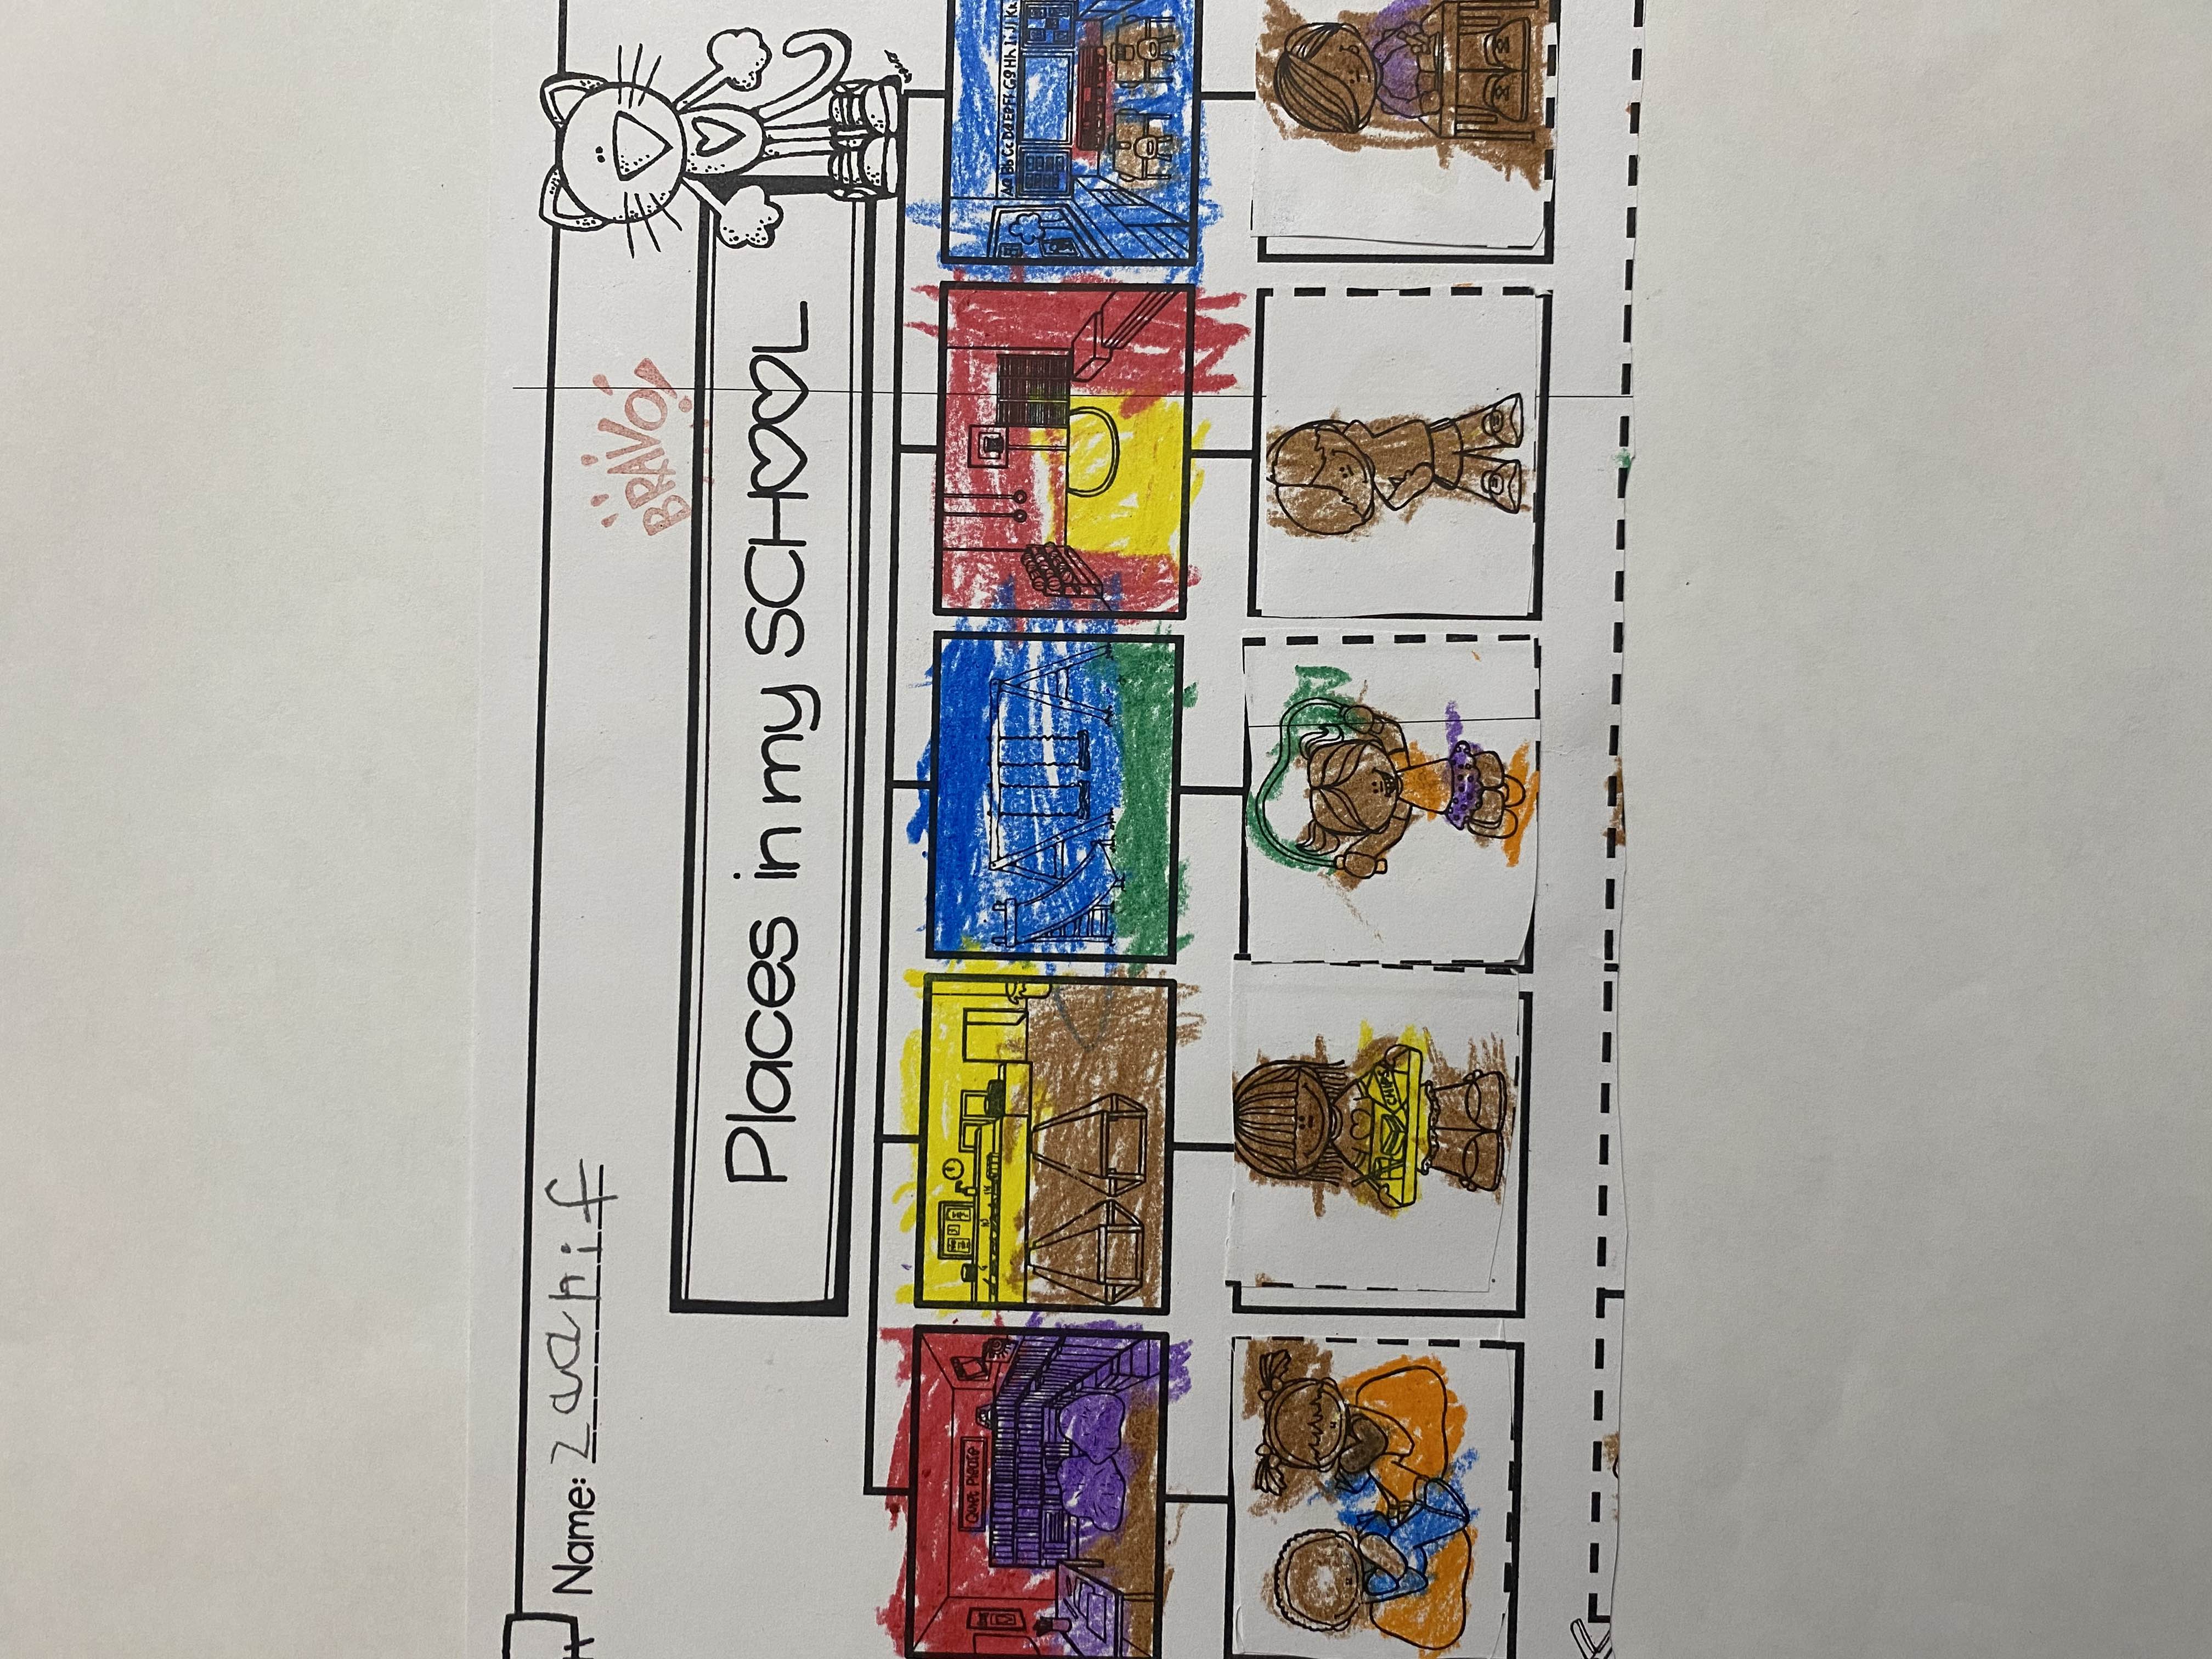 Name: Zaanif
BRAVO!
Places in my SCHOOL
Quiet Please
Aa Bb Cc Dd Ee Ff Gg Hh Ii Jj Kk
CHIPS